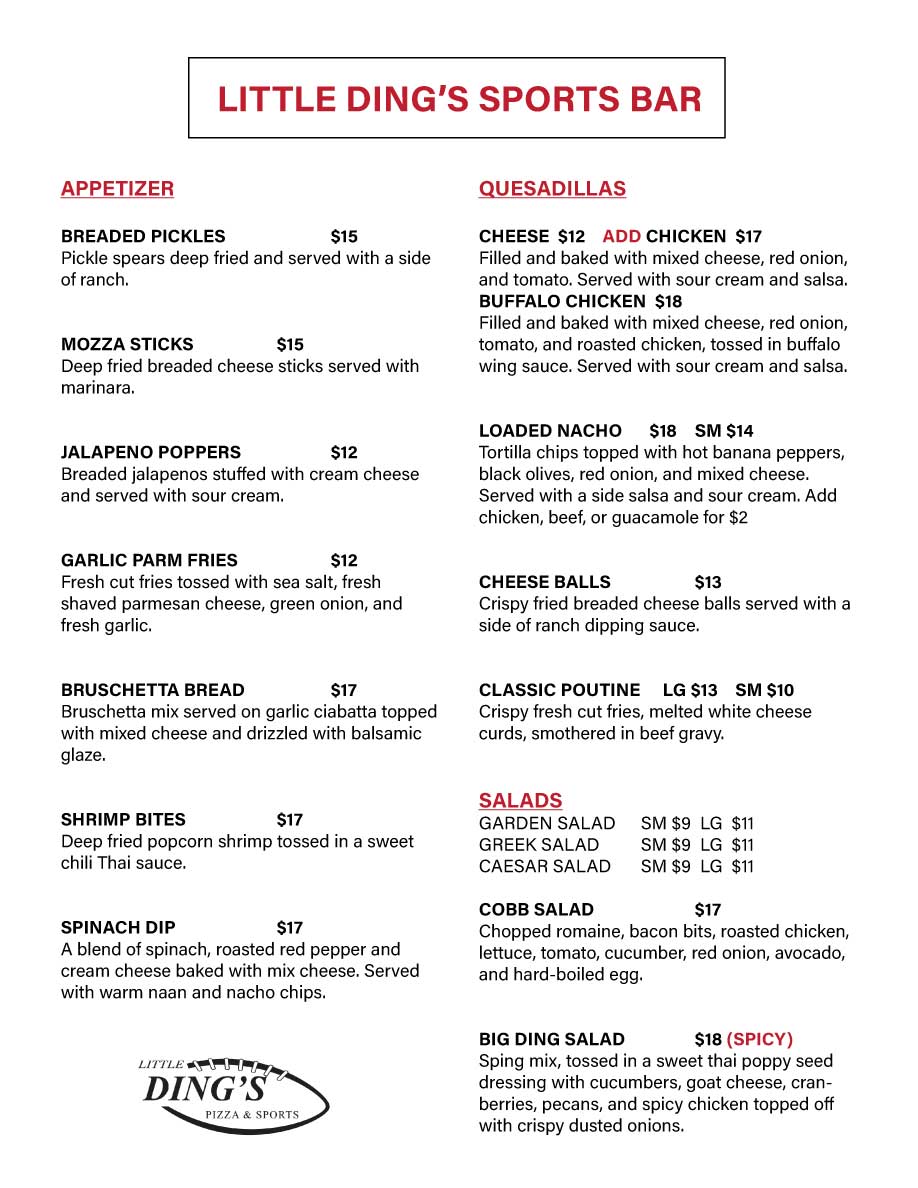 LITTLE DING'S SPORTS BAR
APPETIZER
BREADED PICKLES $15
Pickle spears deep fried and served with a side
of ranch.
MOZZA STICKS $15
Deep fried breaded cheese sticks served with
marinara.
JALAPENO POPPERS $12
Breaded jalapenos stuffed with cream cheese
and served with sour cream.
GARLIC PARM FRIES $12
Fresh cut fries tossed with sea salt, fresh
shaved parmesan cheese, green onion, and
fresh garlic.
BRUSCHETTA BREAD $17
Bruschetta mix served on garlic ciabatta topped
with mixed cheese and drizzled with balsamic
glaze.
SHRIMP BITES $17
Deep fried popcorn shrimp tossed in a sweet
chili Thai sauce.
SPINACH DIP $17
A blend of spinach, roasted red pepper and
cream cheese baked with mix cheese. Served
with warm naan and nacho chips.
LITTLE
DING'S
PIZZA & SPORTS
QUESADILLAS
CHEESE $12 ADD CHICKEN $17
Filled and baked with mixed cheese, red onion,
and tomato. Served with sour cream and salsa.
BUFFALO CHICKEN $18
Filled and baked with mixed cheese, red onion,
tomato, and roasted chicken, tossed in buffalo
wing sauce. Served with sour cream and salsa.
LOADED NACHO $18 SM $14
Tortilla chips topped with hot banana peppers,
black olives, red onion, and mixed cheese.
Served with a side salsa and sour cream. Add
chicken, beef, or guacamole for $2
CHEESE BALLS $13
Crispy fried breaded cheese balls served with a
side of ranch dipping sauce.
CLASSIC POUTINE LG $13 SM $10
Crispy fresh cut fries, melted white cheese
curds, smothered in beef gravy.
SALADS
GARDEN SALAD SM $9 LG $11
GREEK SALAD SM $9 LG $11
CAESAR SALAD SM $9 LG $11
COBB SALAD $17
Chopped romaine, bacon bits, roasted chicken,
lettuce, tomato, cucumber, red onion, avocado,
and hard-boiled egg.
BIG DING SALAD $18 (SPICY)
Sping mix, tossed in a sweet thai poppy seed
dressing with cucumbers, goat cheese, cran-
berries, pecans, and spicy chicken topped off
with crispy dusted onions.